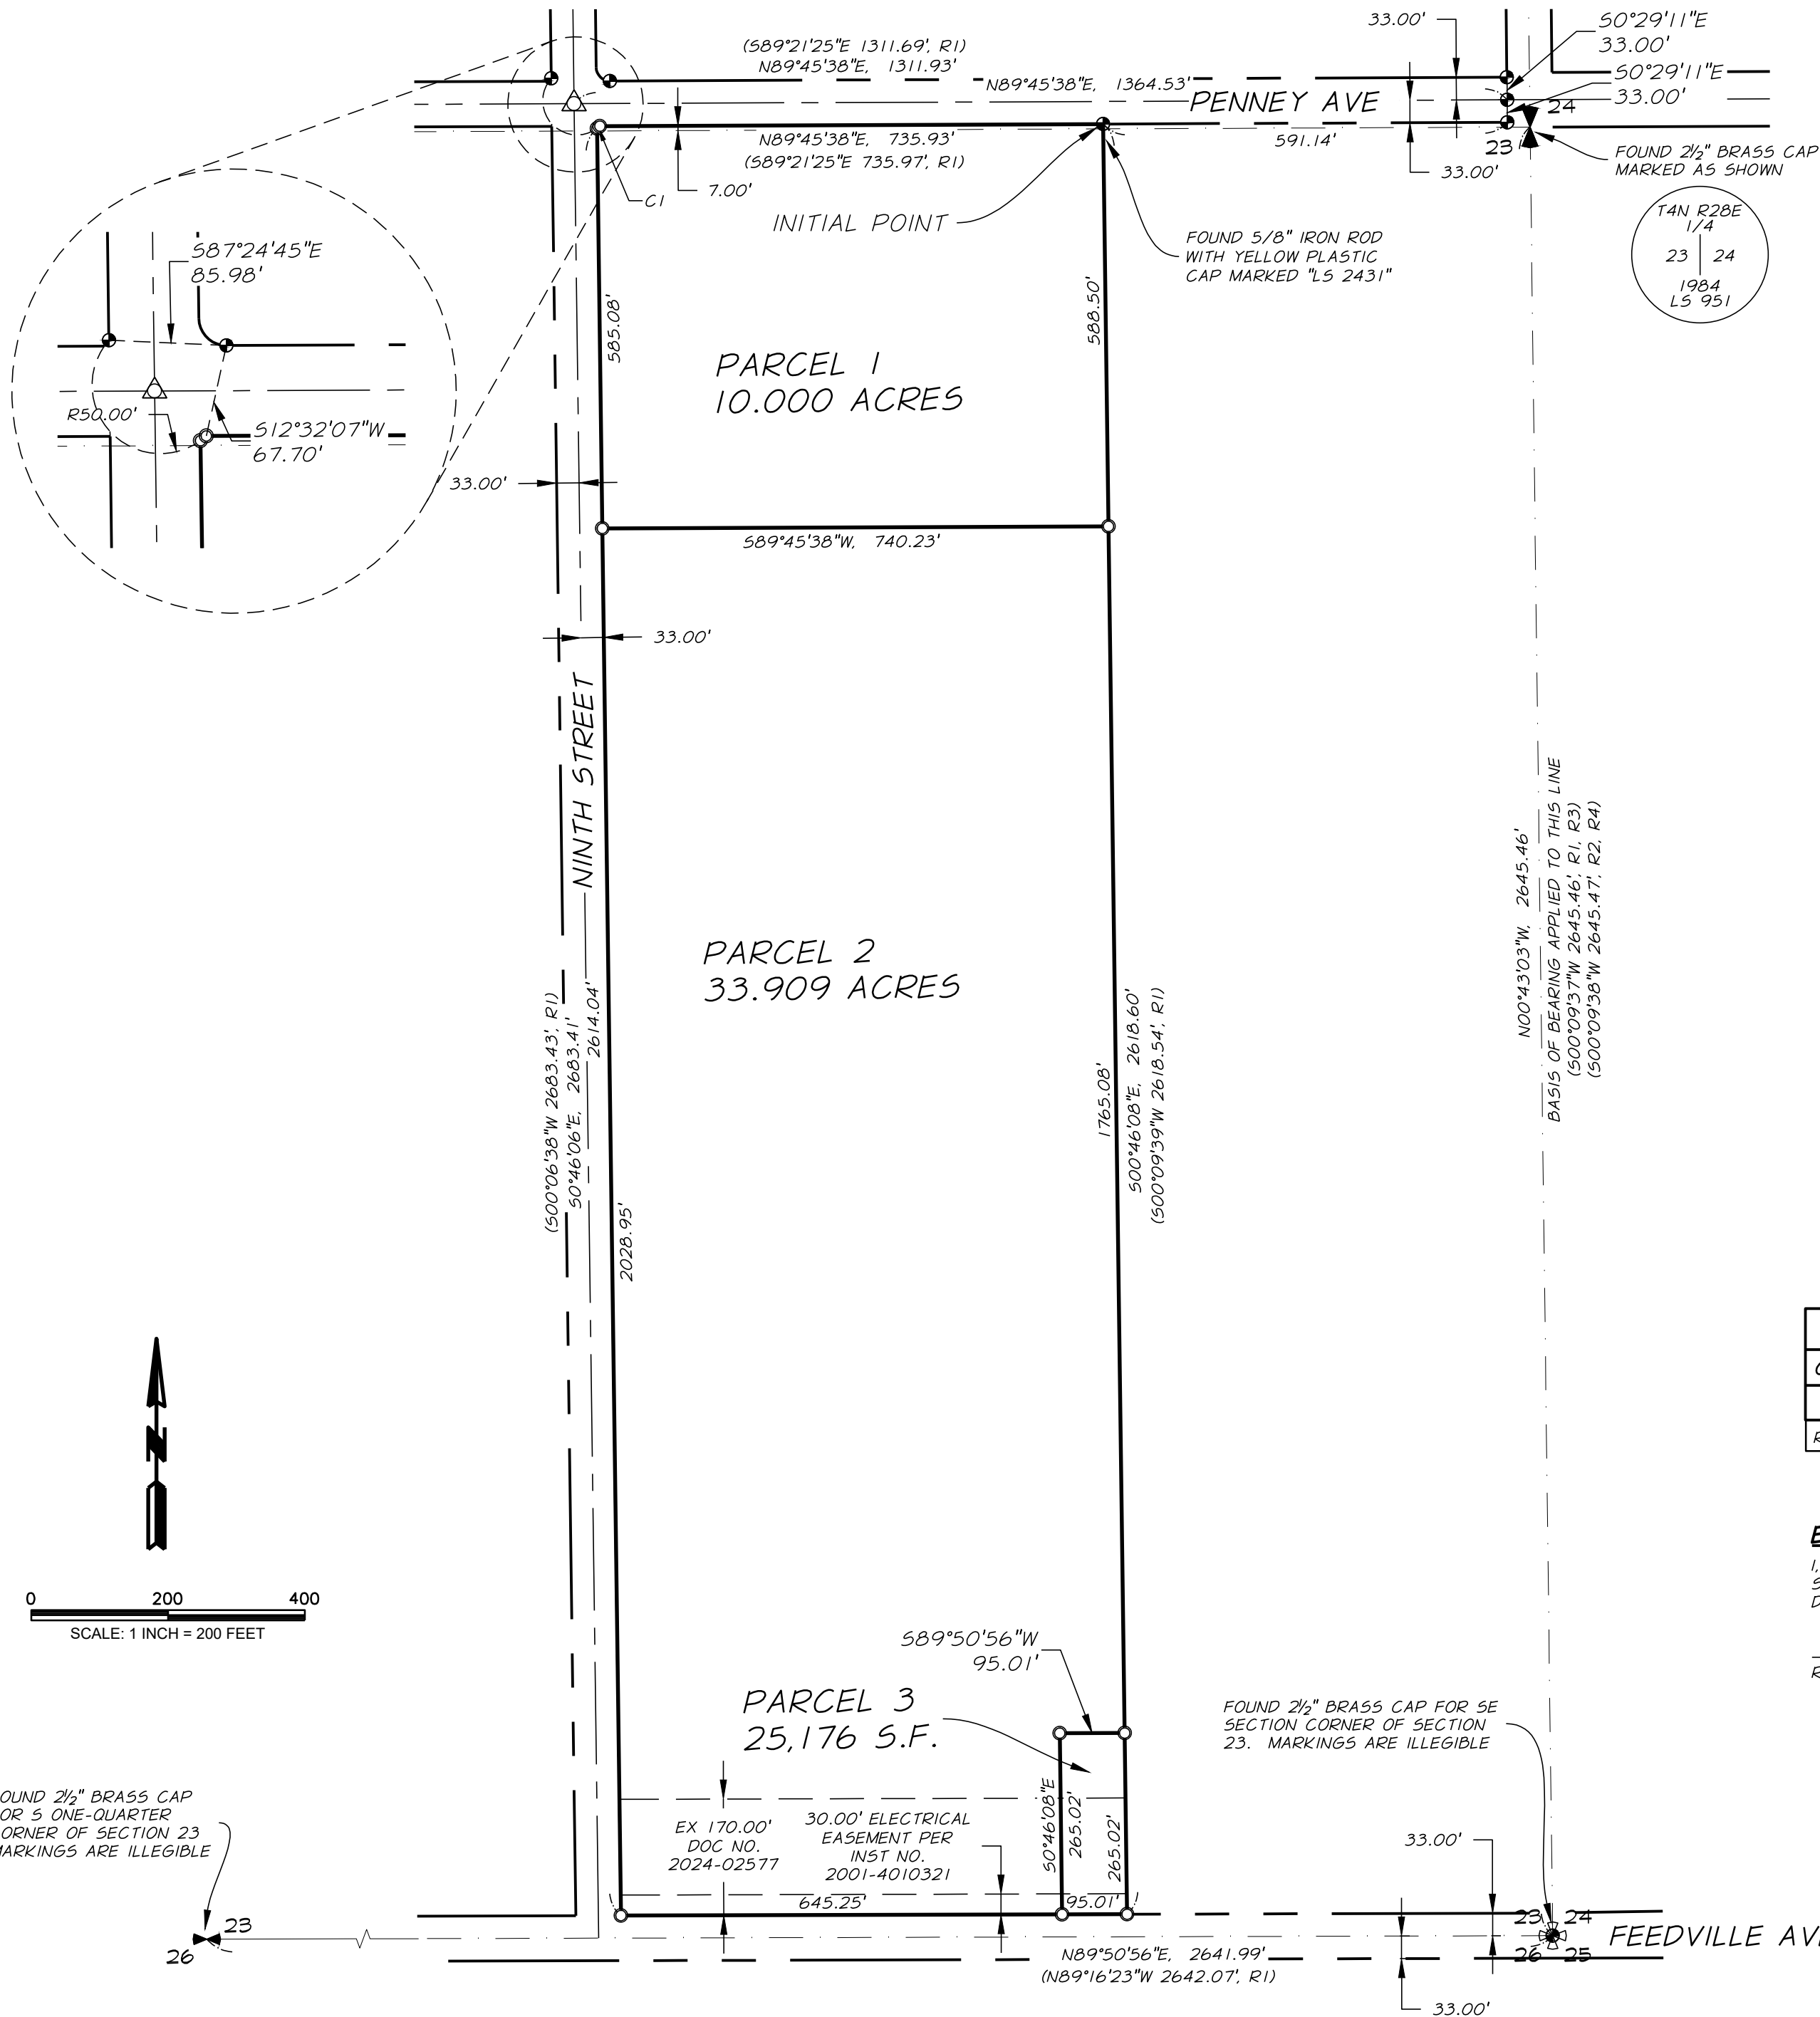 33.00'
S0°29'11"E
33.00'
S0°29'11"E
33.00'
(S89°21'25"E 1311.69', R1)
N89°45'38"E, 1311.93'
N89°45'38"E, 1364.53'
PENNEY AVE
24
23
N89°45'38"E, 735.93'
(S89°21'25"E 735.97', R1)
591.14'
33.00'
FOUND 2½" BRASS CAP
MARKED AS SHOWN
C1
7.00'
INITIAL POINT
T4N R28E
1/4
23 24
1984
LS 951
FOUND 5/8" IRON ROD
WITH YELLOW PLASTIC
CAP MARKED "LS 2431"
S87°24'45"E
85.98'
R50.00'
S12°32'07"W
67.70'
585.08'
588.50'
PARCEL 1
10.000 ACRES
33.00'
S89°45'38"W, 740.23'
33.00'
NINTH STREET
PARCEL 2
33.909 ACRES
(S00°06'38"W 2683.43', R1)
S0°46'06"E, 2683.41'
2614.04'
2028.95'
1765.08'
S00°46'08"E, 2618.60'
(S00°09'39"W 2618.54', R1)
N00°43'03"W, 2645.46'
BASIS OF BEARING APPLIED TO THIS LINE
(S00°09'37"W 2645.46', R1, R3)
(S00°09'38"W 2645.47', R2, R4)
N
0 200 400
SCALE: 1 INCH = 200 FEET
S89°50'56"W
95.01'
PARCEL 3
25,176 S.F.
FOUND 2½" BRASS CAP FOR SE
SECTION CORNER OF SECTION
23. MARKINGS ARE ILLEGIBLE
OUND 2½" BRASS CAP
OR S ONE-QUARTER
ORNER OF SECTION 23
MARKINGS ARE ILLEGIBLE
EX 170.00'
DOC NO.
2024-02577
30.00' ELECTRICAL
EASEMENT PER
INST NO.
2001-4010321
S0°46'08"E
265.02'
265.02'
33.00'
645.25'
95.01'
23
26
23 24
26 25
FEEDVILLE AV
N89°50'56"E, 2641.99'
(N89°16'23"W 2642.07', R1)
33.00'